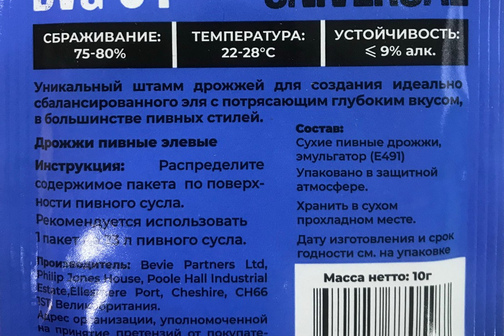 UNIVERSAL
СБРАЖИВАНИЕ:
75-80%
ТЕМПЕРАТУРА:
22-28°C
УСТОЙЧИВОСТЬ:
⩽ 9% алк.
Уникальный штамм дрожжей для создания идеально
сбалансированного эля с потрясающим глубоким вкусом,
в большинстве пивных стилей.
Дрожжи пивные элевые
Инструкция: Распределите
содержимое пакета по поверх-
ности пивного сусла.
Рекомендуется использовать
1 пакет л пивного сусла.
Производитель: Bevie Partners Ltd,
Philip Jones House, Poole Hall Industrial
Estate, Ellesmere Port, Cheshire, CH66
Великобритания.
Адрес организации, уполномоченной
на принятие претензий от покупате-
Состав:
Сухие пивные дрожжи,
эмульгатор (E491)
Упаковано в защитной
атмосфере.
Хранить в сухом
прохладном месте.
Дату изготовления и срок
годности см. на упаковке
Масса нетто: 10г